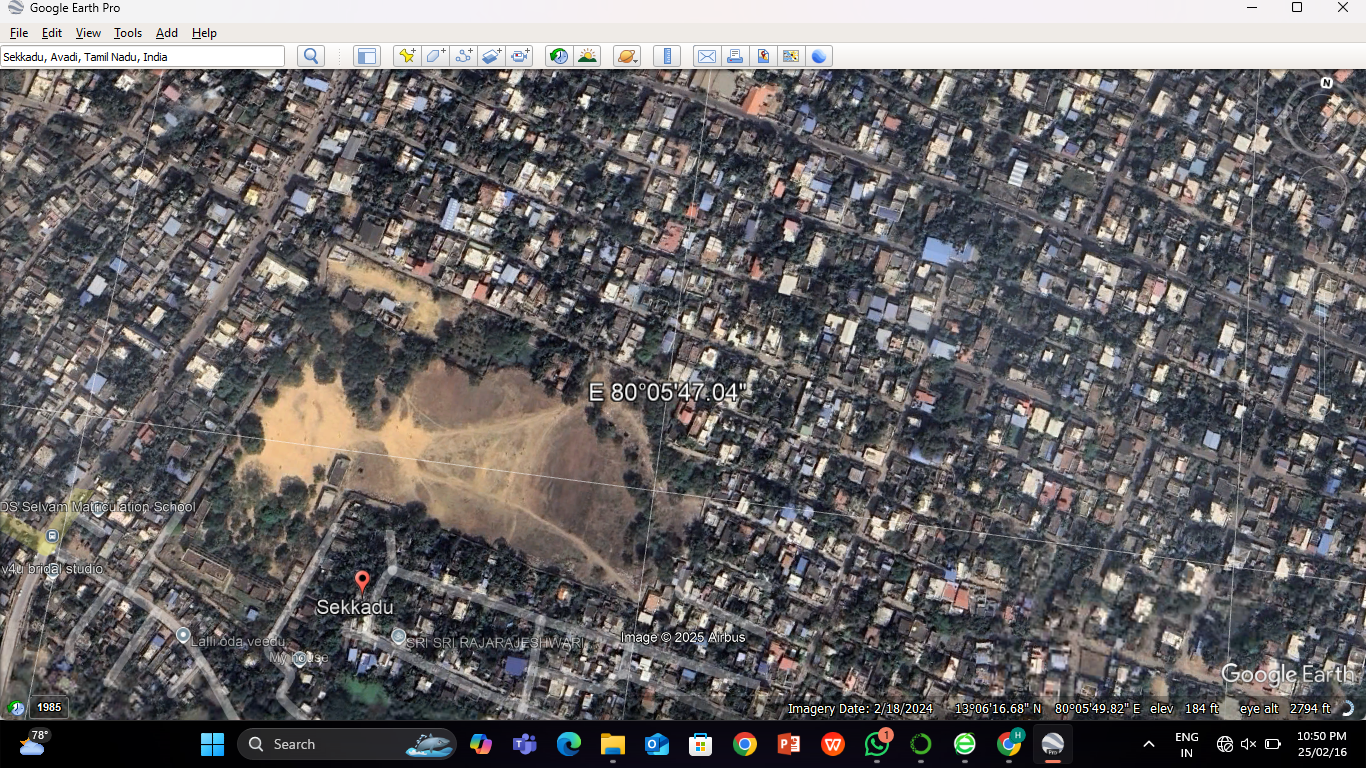 Google Earth Pro
File Edit View Tools Add Help
Sekkadu, Avadi, Tamil Nadu, India
N
E 80°05'47.04"
DS Selvam Matriculation School
v4u bridal studio
Sekkadu
Lalli oda veedu
My house
SRI SRI RAJARAJESHWARI
Image © 2025 Airbus
Google Earth
1985
Imagery Date: 2/18/2024 13°06'16.68" N 80°05'49.82" E elev 184 ft eye alt 2794 ft
78°
Search
1
H
Pro
ENG
IN
10:50 PM
25/02/16